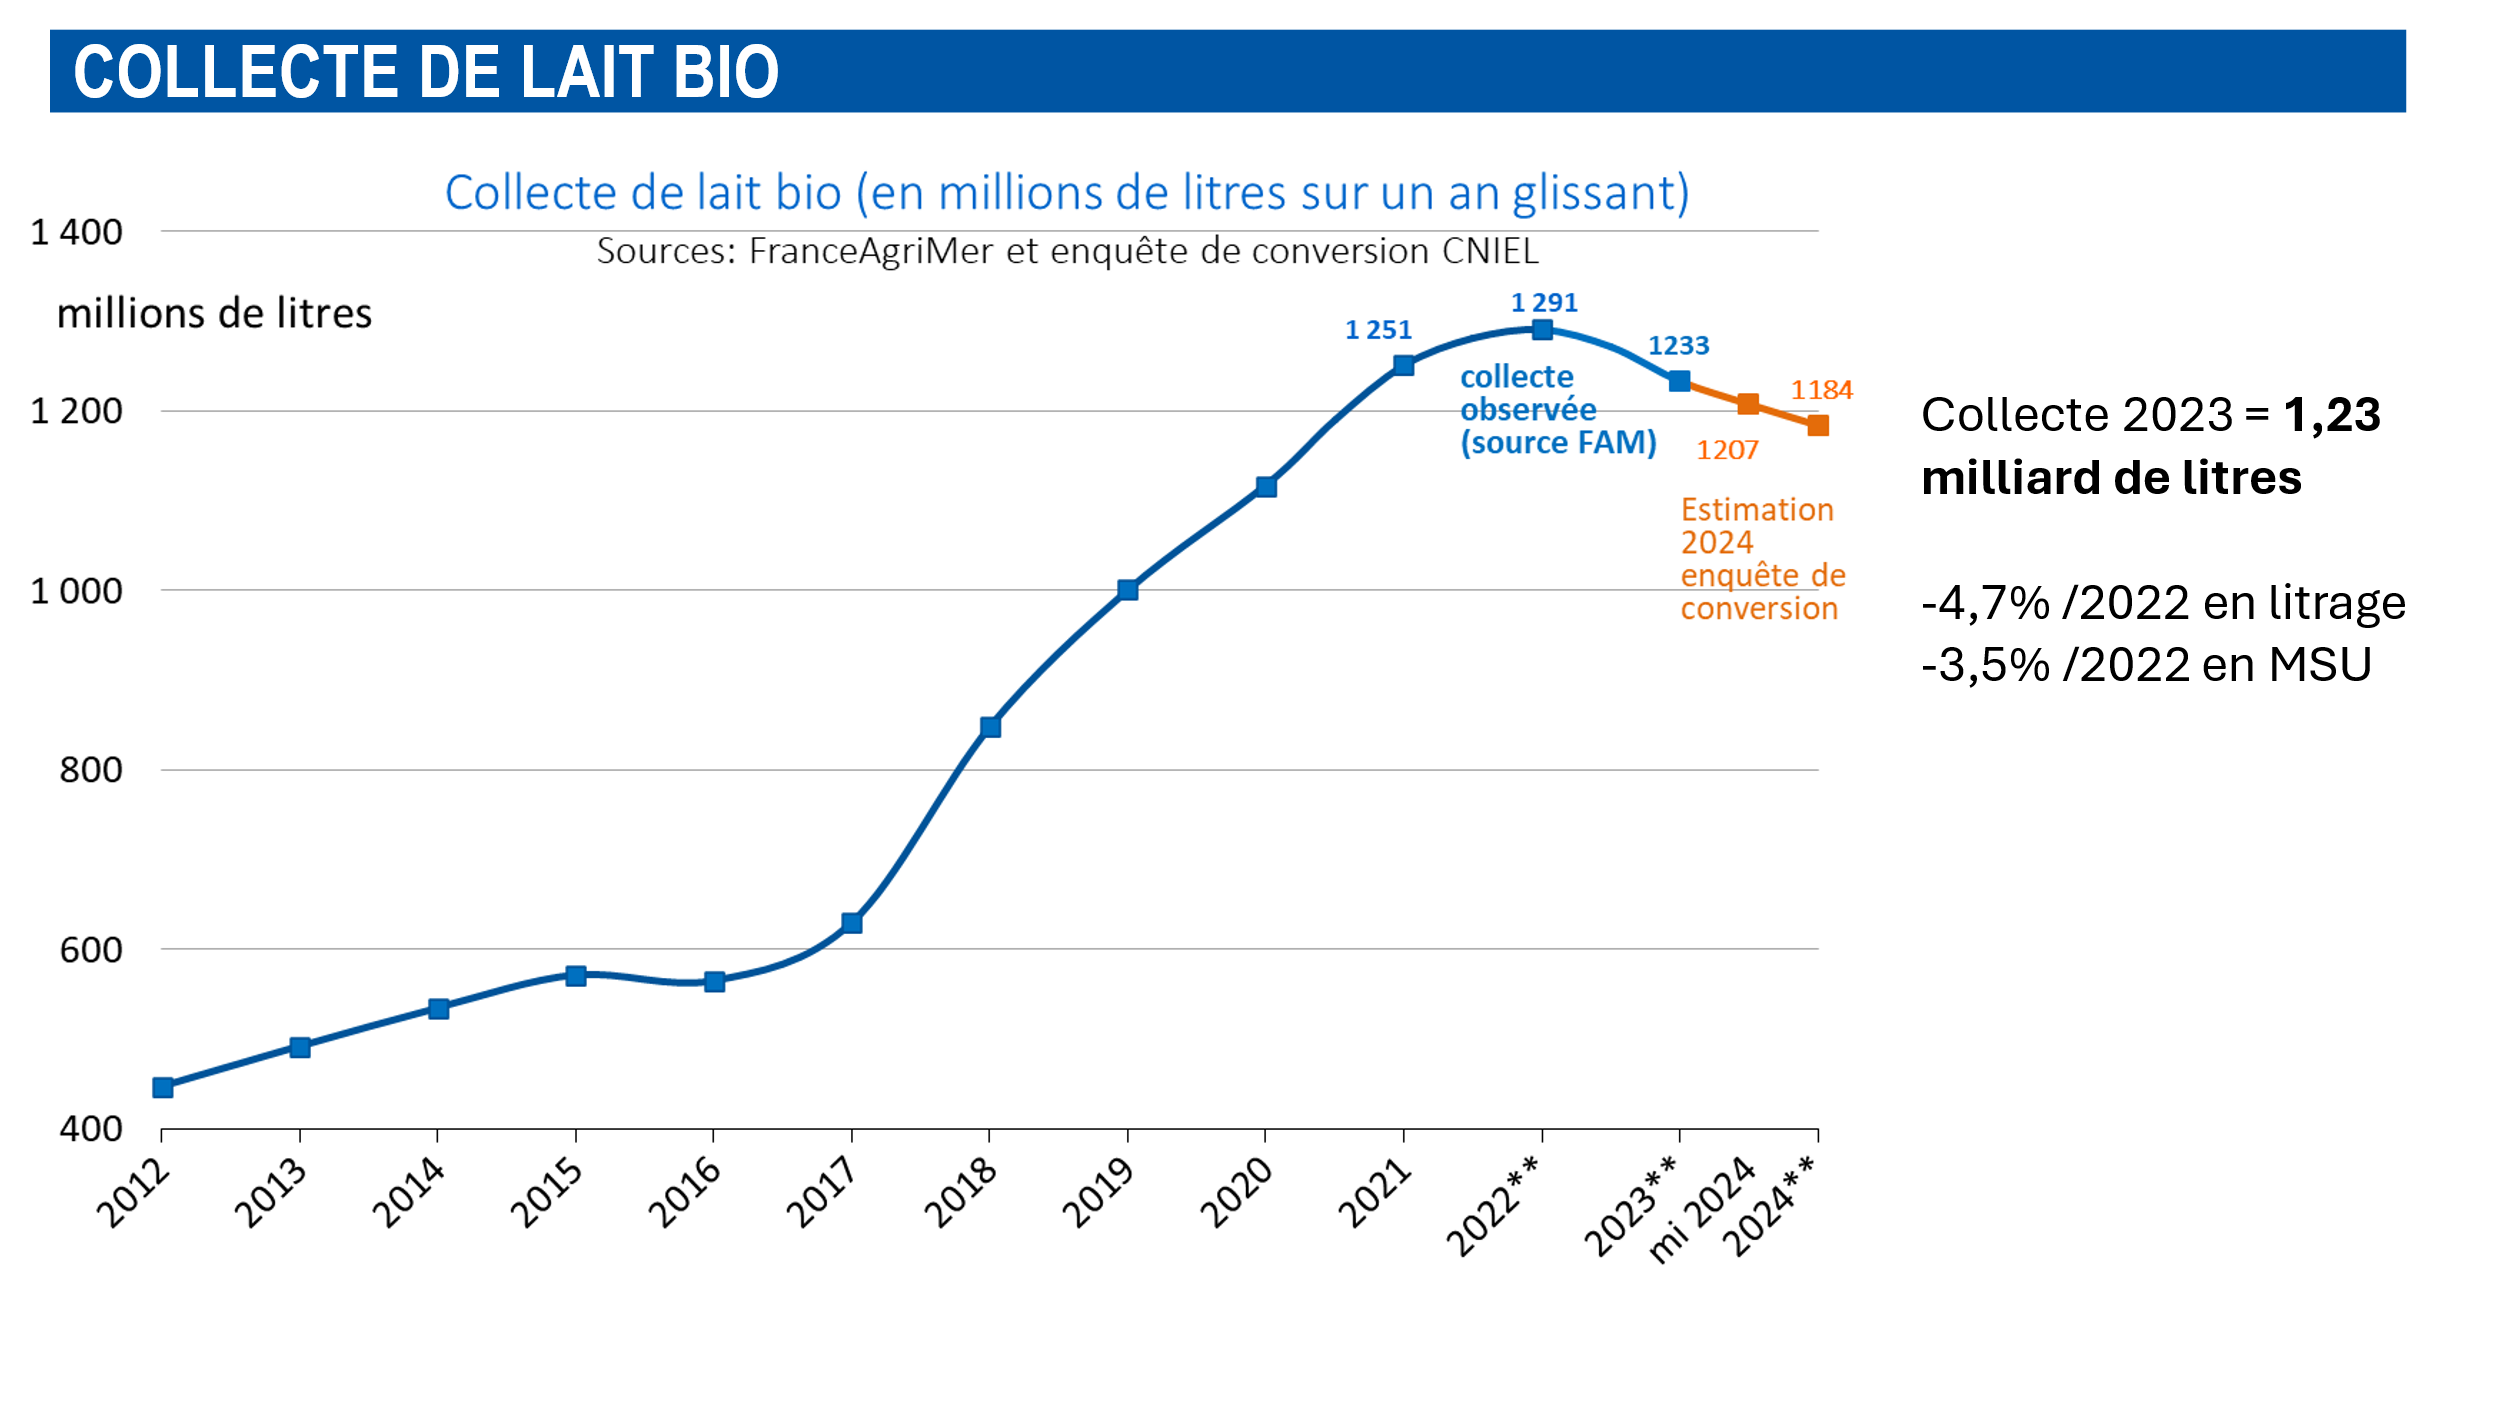 COLLECTE DE LAIT BIO
Collecte de lait bio (en millions de litres sur un an glissant)
Sources: FranceAgriMer et enquête de conversion CNIEL
millions de litres
1 400
1 200
1 000
800
600
400
1 251
1 291
1233
1207
1184
collecte
observée
(source FAM)
Estimation
2024
enquête de
conversion
2012
2013
2014
2015
2016
2017
2018
2019
2020
2021
2022**
2023**
mi 2024
2024**
Collecte 2023 = 1,23
milliard de litres
-4,7% /2022 en litrage
-3,5% /2022 en MSU